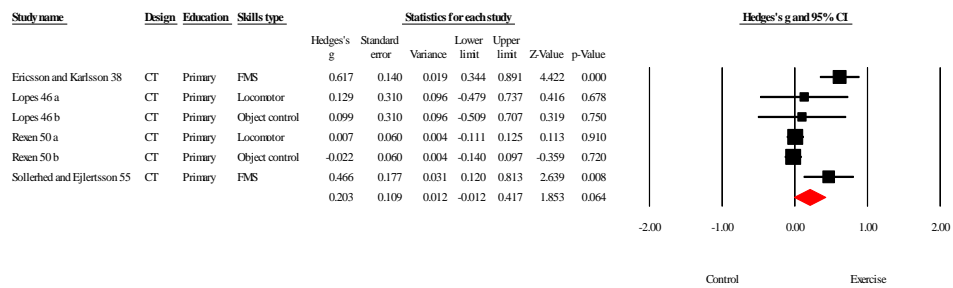 Study name Design Education Skills type Statistics for each study Hedges's g and 95% CI
Hedges's Standard Lower Upper
g error Variance limit limit Z-Value p-Value
Ericsson and Karlsson 38 CT Primary FMS 0.617 0.140 0.019 0.344 0.891 4.422 0.000
Lopes 46 a CT Primary Locomotor 0.129 0.310 0.096 -0.479 0.737 0.416 0.678
Lopes 46 b CT Primary Object control 0.099 0.310 0.096 -0.509 0.707 0.319 0.750
Rexen 50 a CT Primary Locomotor 0.007 0.060 0.004 -0.111 0.125 0.113 0.910
Rexen 50 b CT Primary Object control -0.022 0.060 0.004 -0.140 0.097 -0.359 0.720
Sollerhed and Ejlertsson 55 CT Primary FMS 0.466 0.177 0.031 0.120 0.813 2.639 0.008
0.203 0.109 0.012 -0.012 0.417 1.853 0.064
-2.00 -1.00 0.00 1.00 2.00
Control Exercise